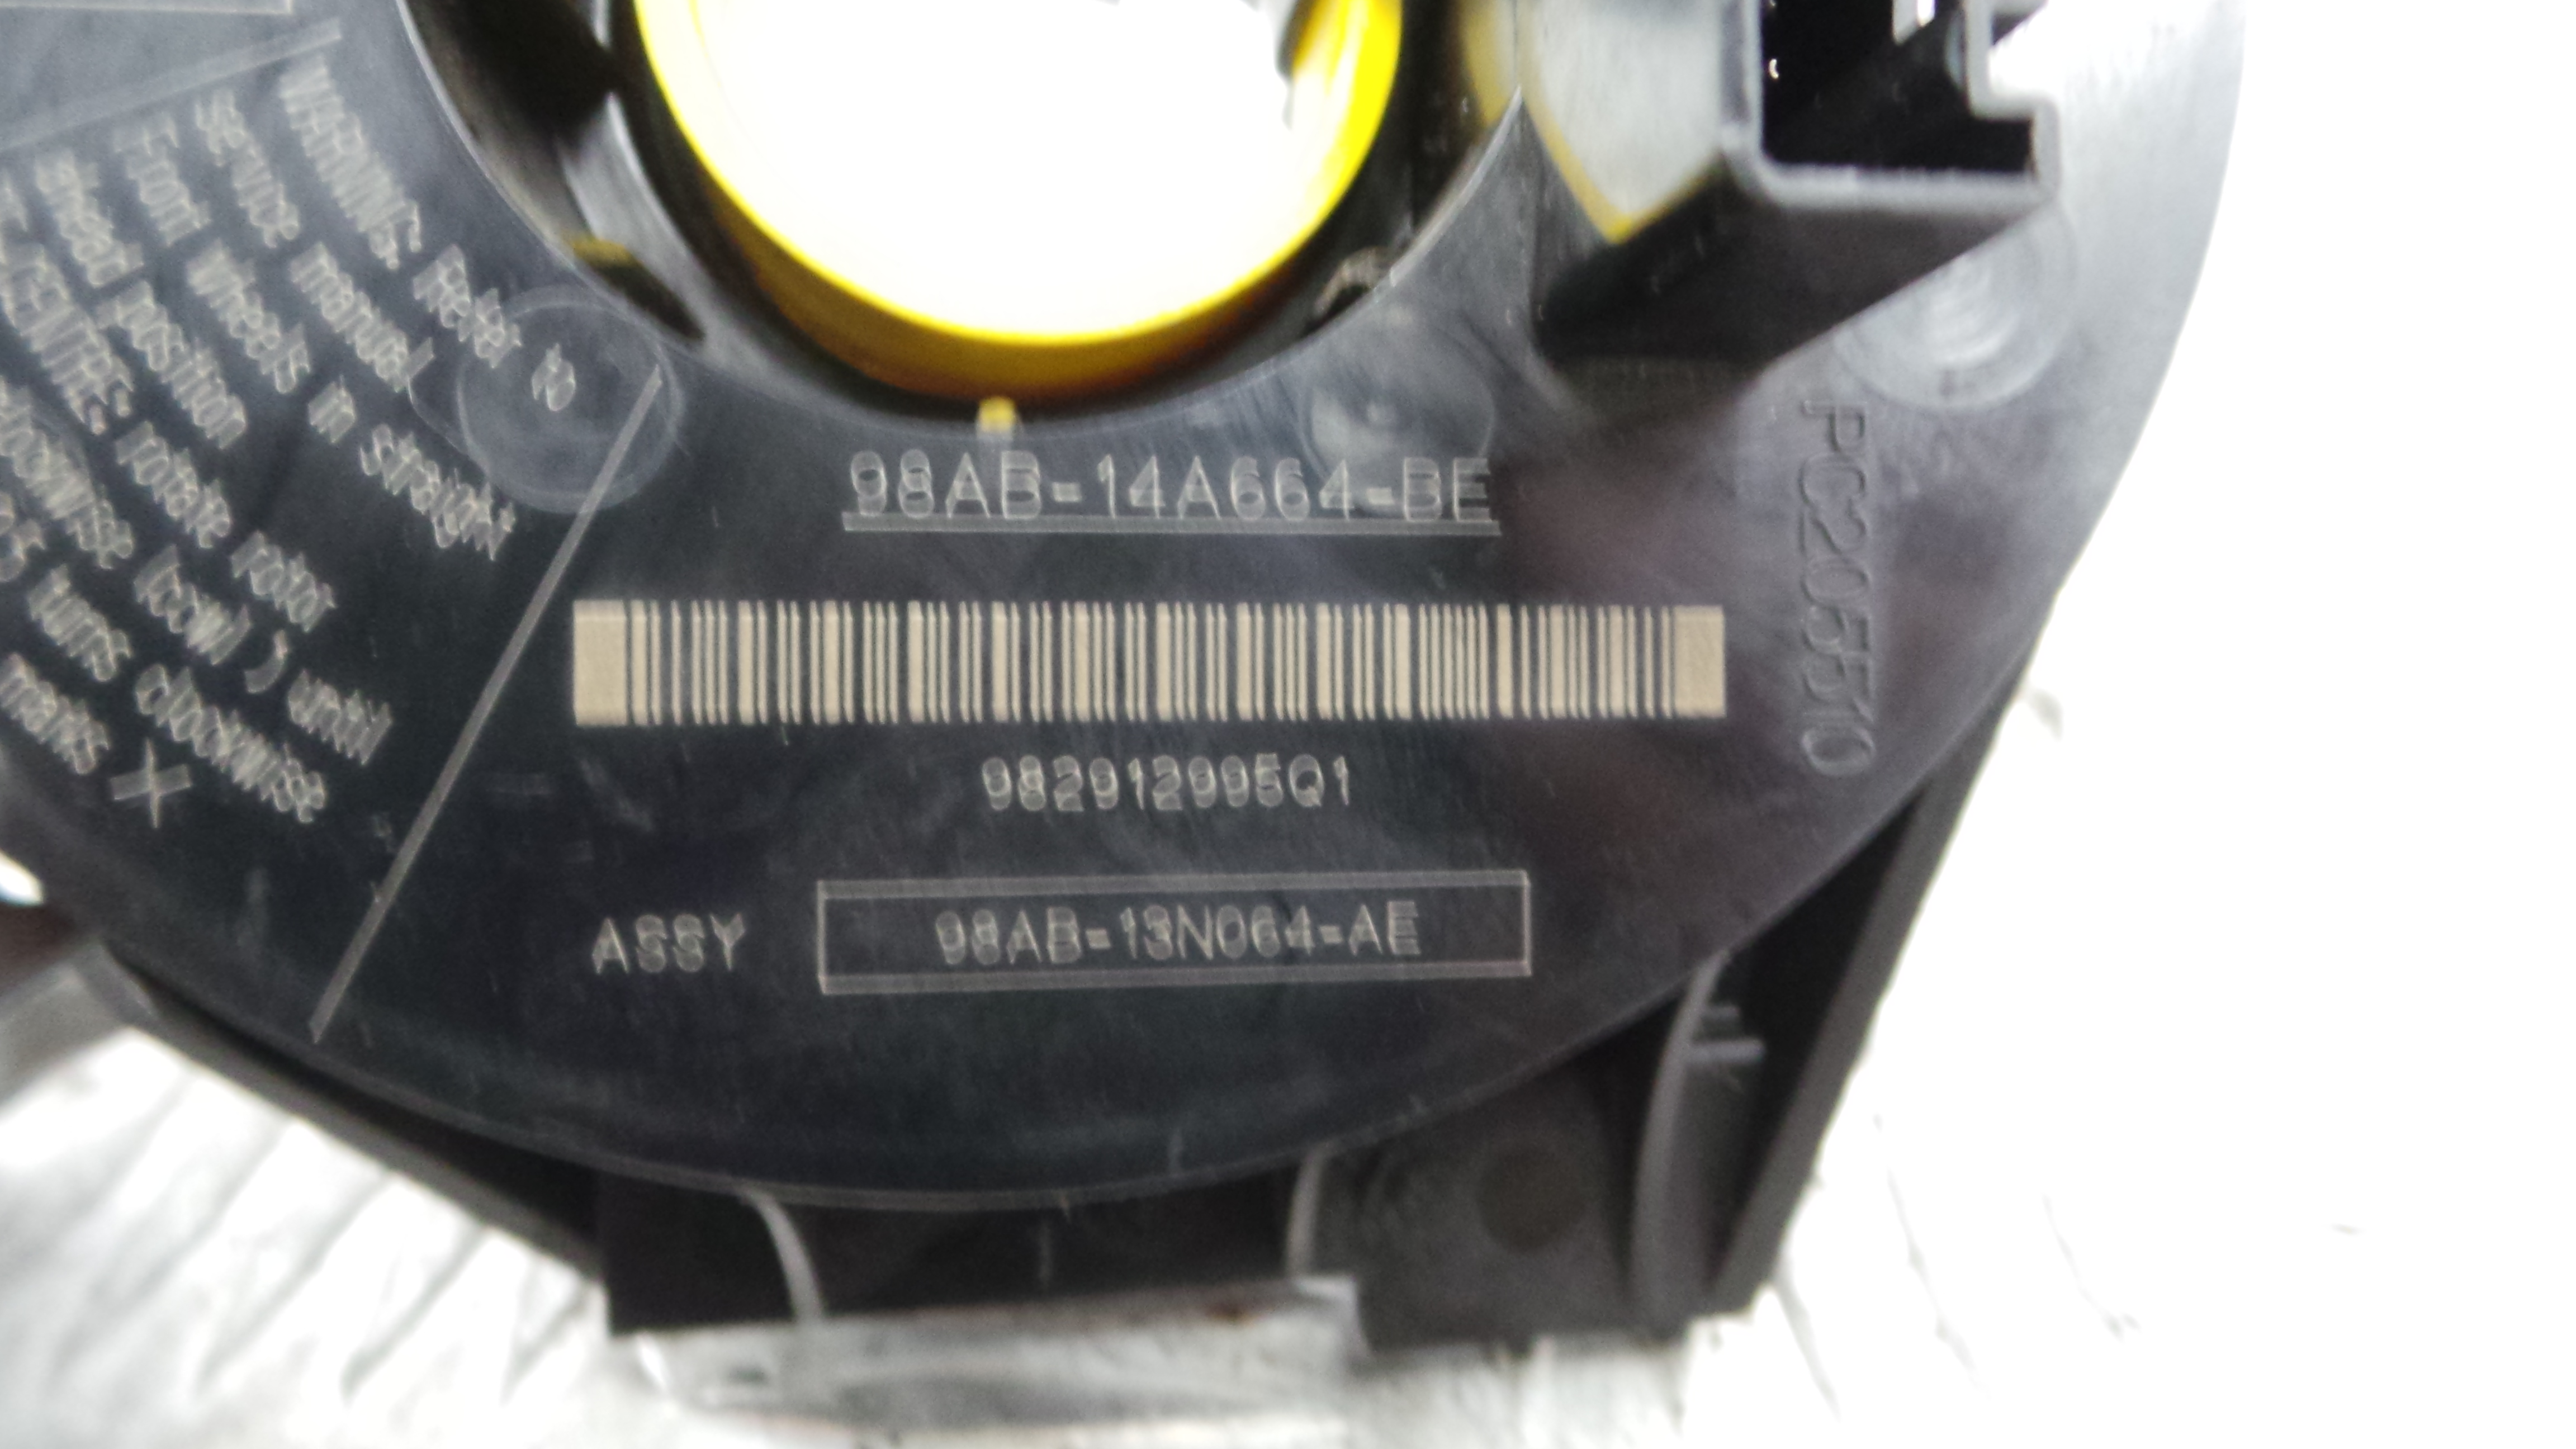 WARNING: Refer to
service manual
Front Wheels in straight
ahead position
CENTRE: rotate rotor
clockwise (CCW) ) until
turns clockwise
marks X
98AB-14A664-BE
982912995Q1
ASSY 98AB-13N064-AE
PC205510